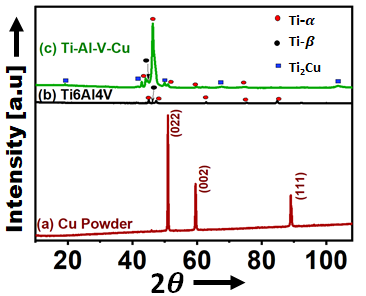 Intensity [a.u]
(c) Ti-Al-V-Cu
Ti-α
Ti-β
Ti₂Cu
(b) Ti6Al4V
(022)
(002)
(111)
(a) Cu Powder
20 40 60 80 100
2θ